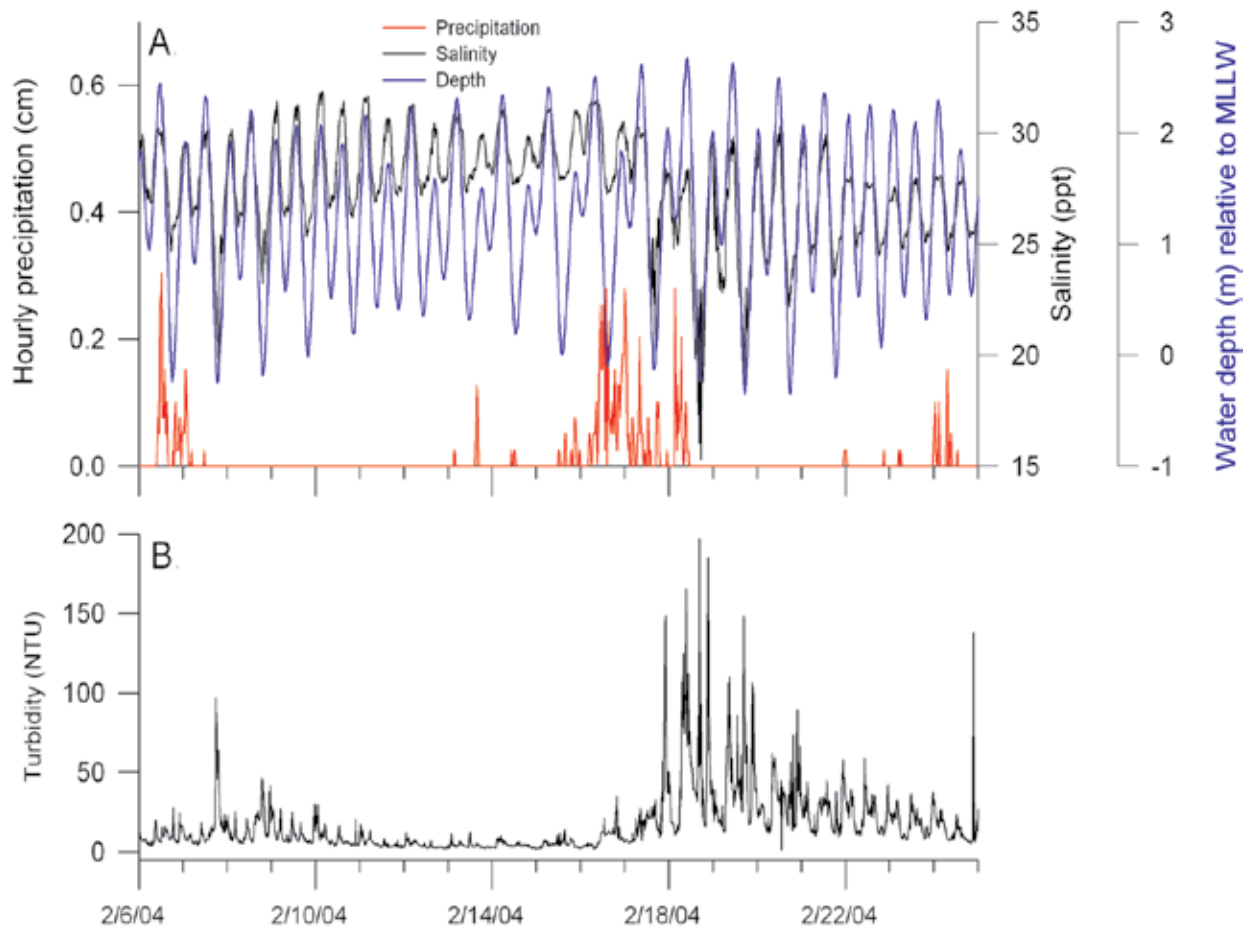 A
Precipitation
Salinity
Depth
Hourly precipitation (cm)
0.6
0.4
0.2
0.0
35
30
25
20
15
Salinity (ppt)
3
2
1
0
-1
Water depth (m) relative to MLLW
B
Turbidity (NTU)
200
150
100
50
0
2/6/04
2/10/04
2/14/04
2/18/04
2/22/04